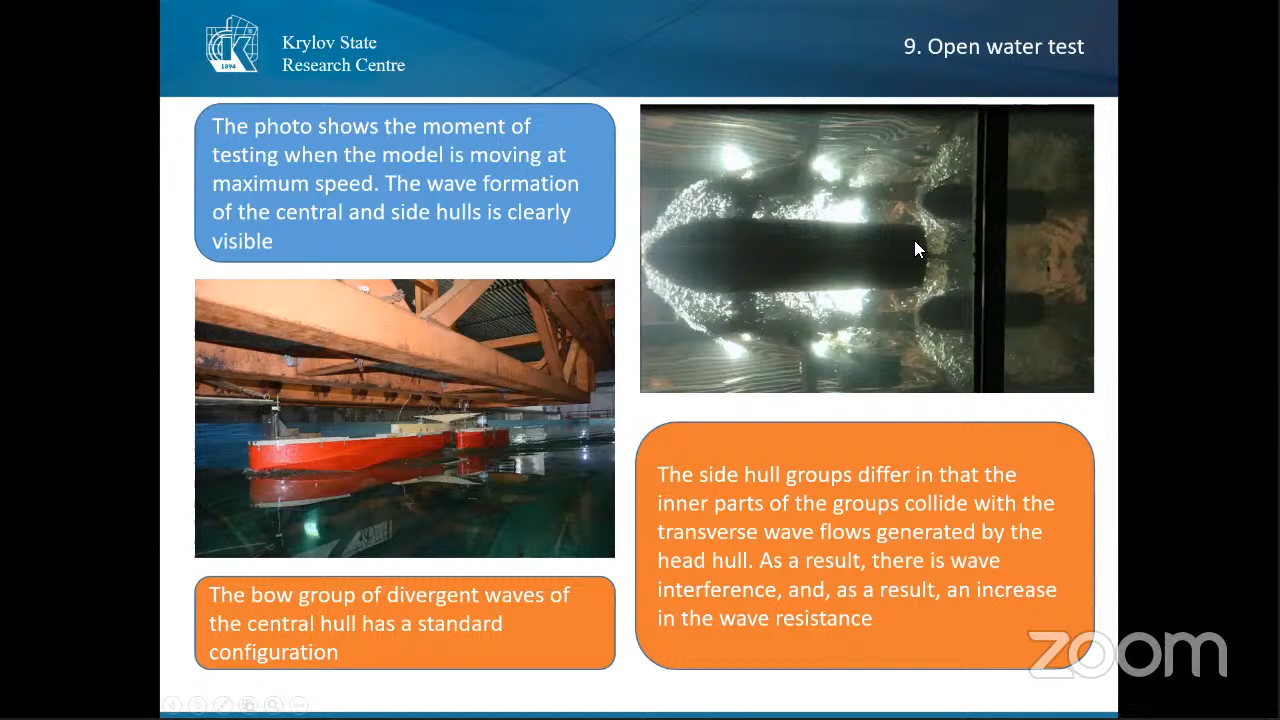 Krylov State
Research Centre
1894
9. Open water test
The photo shows the moment of
testing when the model is moving at
maximum speed. The wave formation
of the central and side hulls is clearly
visible
The bow group of divergent waves of
the central hull has a standard
configuration
The side hull groups differ in that the
inner parts of the groups collide with the
transverse wave flows generated by the
head hull. As a result, there is wave
interference, and, as a result, an increase
in the wave resistance
zoom